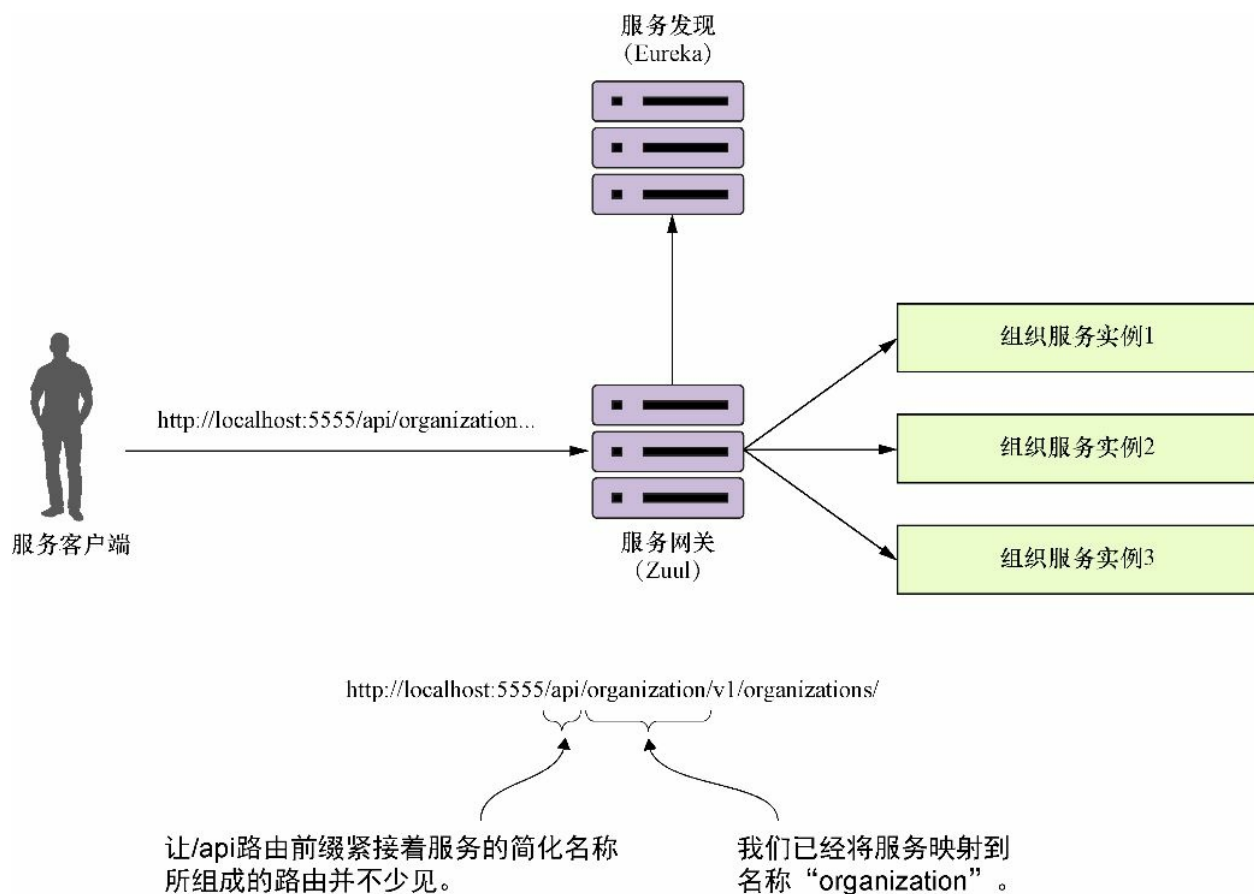 服务发现
（Eureka）
组织服务实例1
http://localhost:5555/api/organization...
组织服务实例2
服务客户端
服务网关
（Zuul）
组织服务实例3
http://localhost:5555/api/organization/v1/organizations/
让/api路由前缀紧接着服务的简化名称
所组成的路由并不少见。
我们已经将服务映射到
名称“organization”。